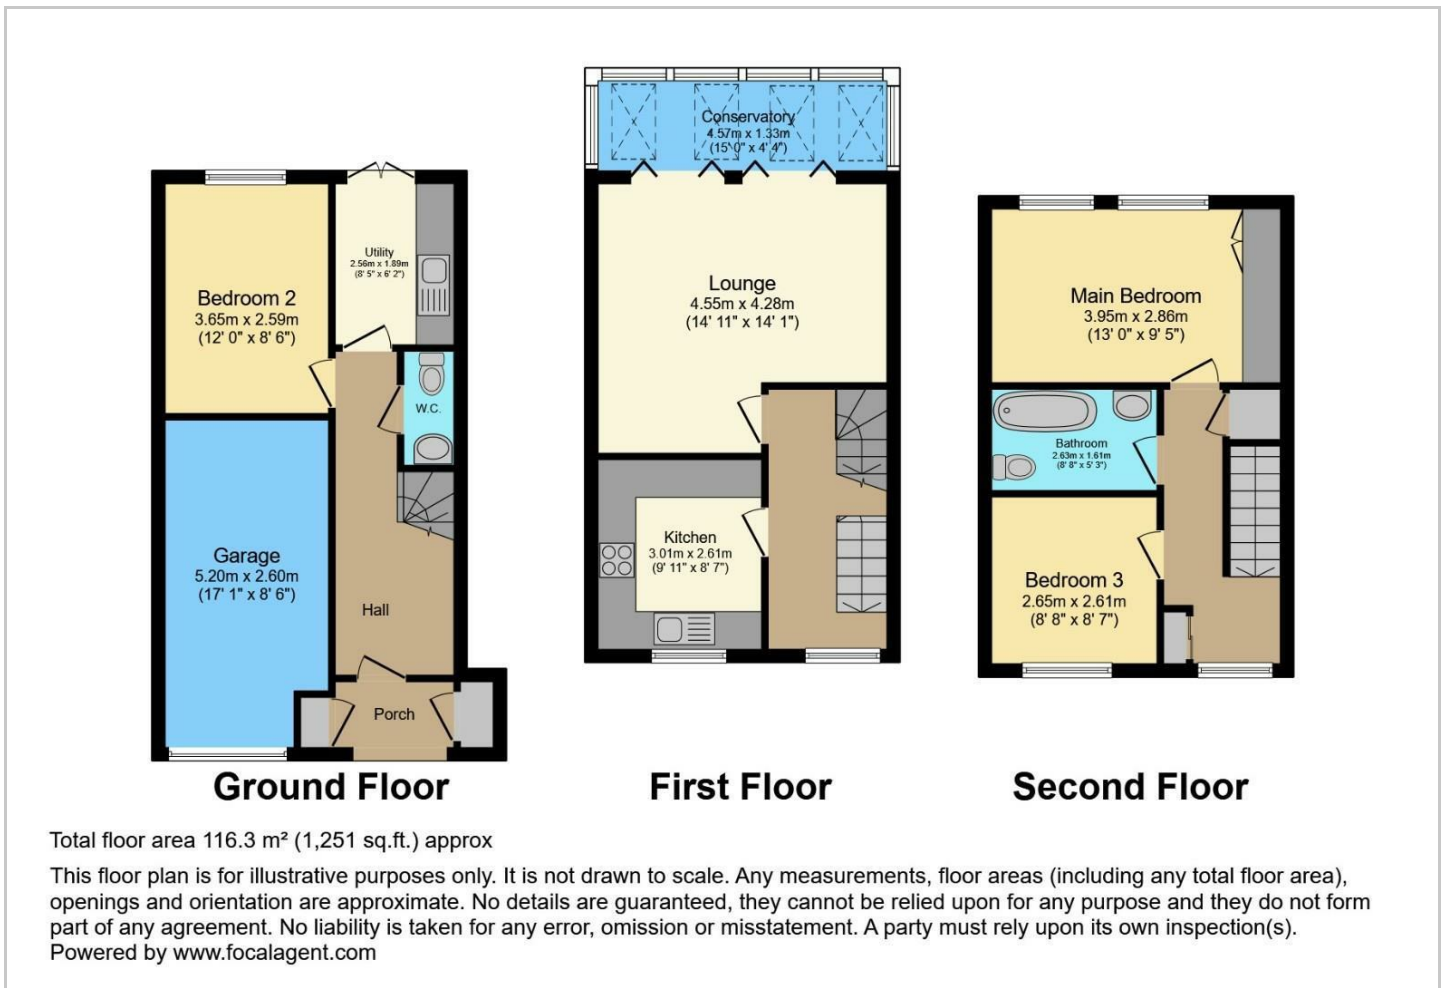 Conservatory
4.57m x 1.33m
(15' 0" x 4' 4")
Utility
2.56m x 1.89m
(8' 5" x 6' 2")
Bedroom 2
3.65m x 2.59m
(12' 0" x 8' 6")
W.C.
Garage
5.20m x 2.60m
(17' 1" x 8' 6")
Hall
Porch
Lounge
4.55m x 4.28m
(14' 11" x 14' 1")
Kitchen
3.01m x 2.61m
(9' 11" x 8' 7")
Main Bedroom
3.95m x 2.86m
(13' 0" x 9' 5")
Bathroom
2.63m x 1.61m
(8' 8" x 5' 3")
Bedroom 3
2.65m x 2.61m
(8' 8" x 8' 7")
Ground Floor
First Floor
Second Floor
Total floor area 116.3 m² (1,251 sq.ft.) approx
This floor plan is for illustrative purposes only. It is not drawn to scale. Any measurements, floor areas (including any total floor area),
openings and orientation are approximate. No details are guaranteed, they cannot be relied upon for any purpose and they do not form
part of any agreement. No liability is taken for any error, omission or misstatement. A party must rely upon its own inspection(s).
Powered by www.focalagent.com